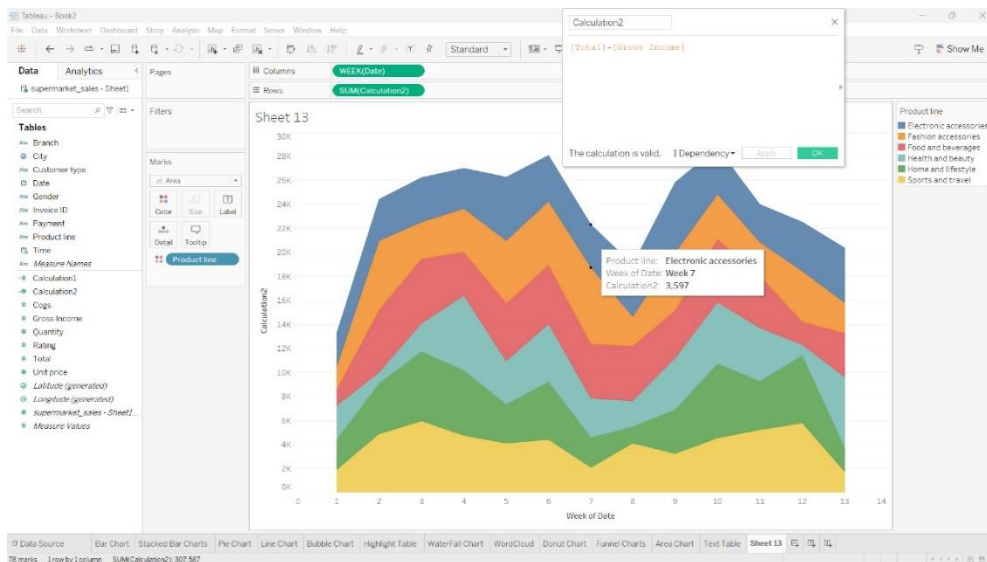 Tableau - Book2
File Data Worksheet Dashboard Story Analysis Map Format Server Window Help
Standard
Show Me
Data Analytics
supermarket_sales - Sheet1
Search
Tables
Abc Branch
City
Abc Customer type
Date
Abc Gender
Abc Invoice ID
Abc Payment
Abc Product line
Time
Abc Measure Names
Calculation1
Calculation2
Cogs
Gross Income
Quantity
Rating
Total
Unit price
Latitude (generated)
Longitude (generated)
supermarket_sales - Sheet1...
Measure Values
Pages
Filters
Marks
Area
Color Size Label
Detail Tooltip
Product line
Columns WEEK(Date)
Rows SUM(Calculation2)
Sheet 13
30K
28K
26K
24K
22K
20K
18K
16K
14K
12K
10K
8K
6K
4K
2K
0K
Calculation2
0 1 2 3 4 5 6 7 8 9 10 11 12 13 14
Week of Date
Product line: Electronic accessories
Week of Date: Week 7
Calculation2: 3,597
Calculation2
[Total]-[Gross Income]
The calculation is valid. 1 Dependency Apply OK
Product line
Electronic accessories
Fashion accessories
Food and beverages
Health and beauty
Home and lifestyle
Sports and travel
Data Source Bar Chart Stacked Bar Charts Pie Chart Line Chart Bubble Chart Highlight Table WaterFall Chart WordCloud Donut Chart Funnel Charts Area Chart Text Table Sheet 13
78 marks 1 row by 1 column SUM(Calculation2): 307,587